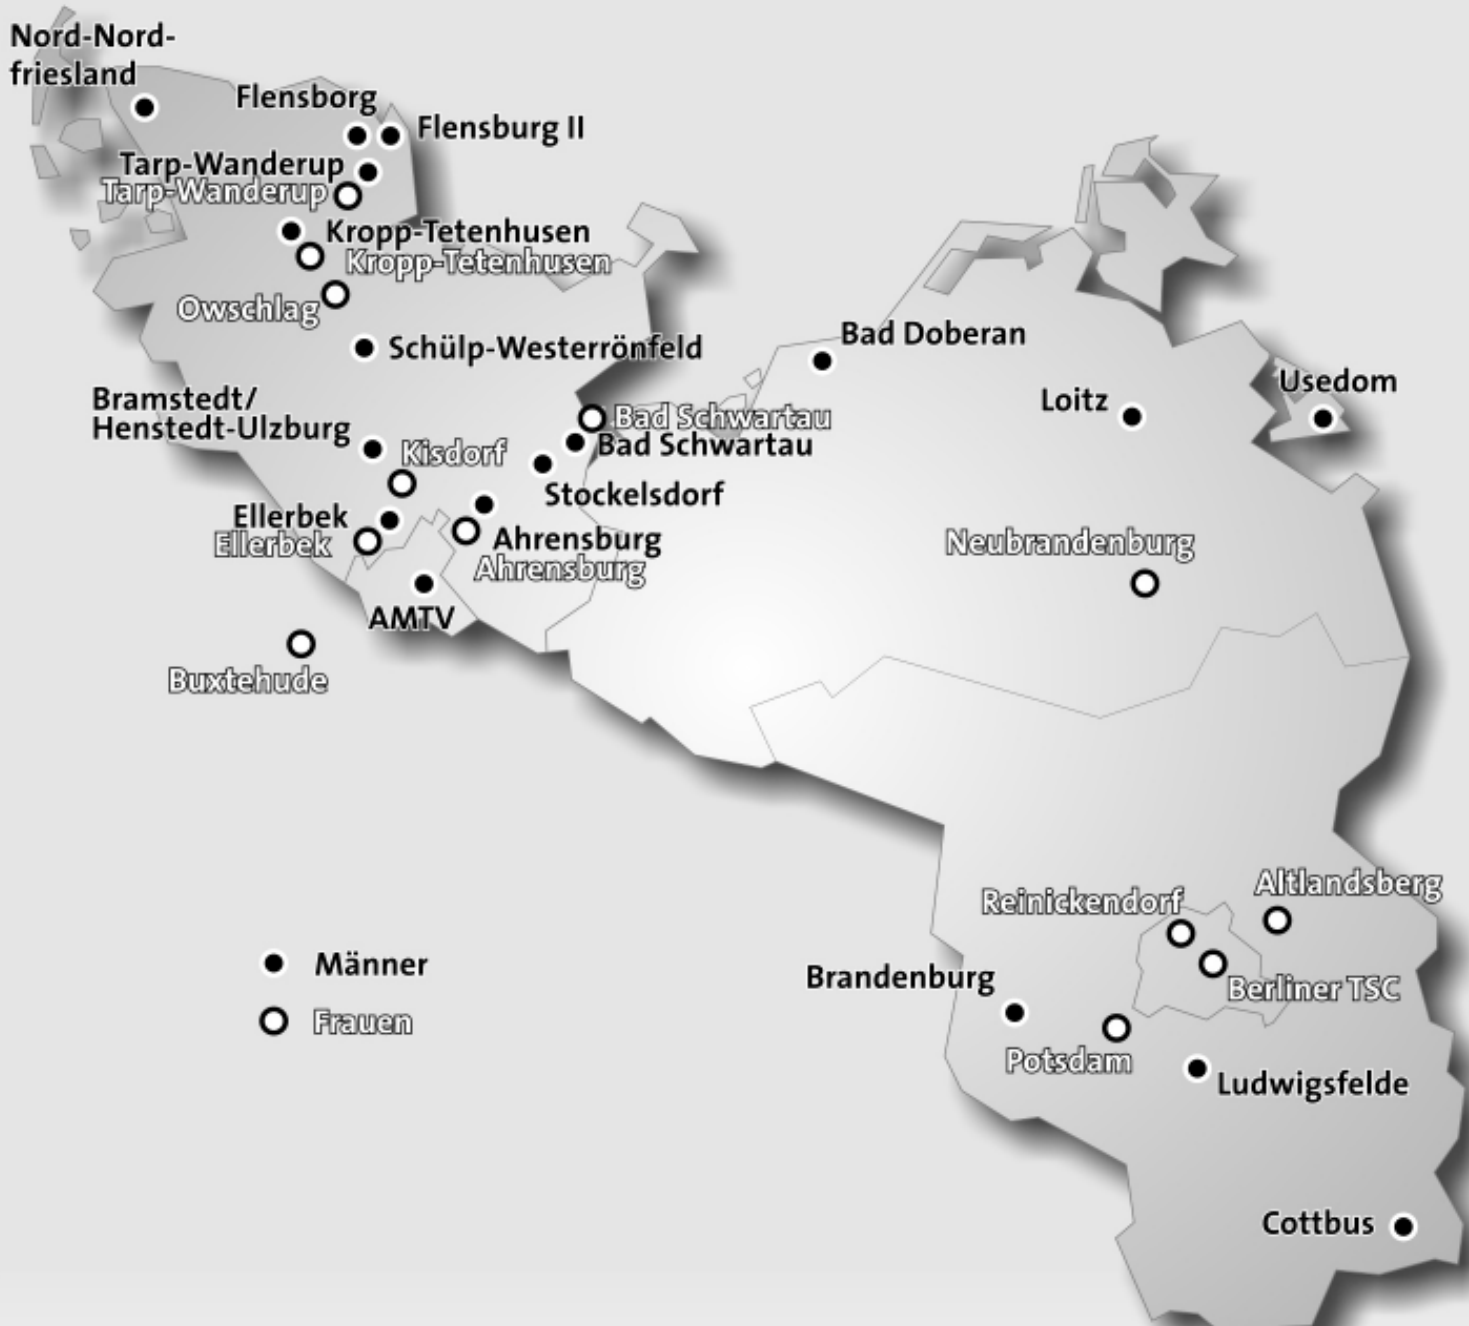 Nord-Nord-
friesland
Flensborg
Flensburg II
Tarp-Wanderup
Tarp-Wanderup
Kropp-Tetenhusen
Kropp-Tetenhusen
Owschlag
Schülp-Westerrönfeld
Bad Doberan
Loitz
Usedom
Bramstedt/
Henstedt-Ulzburg
Bad Schwartau
Bad Schwartau
Kisdorf
Stockelsdorf
Ellerbek
Ellerbek
Ahrensburg
Ahrensburg
Neubrandenburg
AMTV
Buxtehude
Reinickendorf
Altlandsberg
Männer
Brandenburg
Berliner TSC
Frauen
Potsdam
Ludwigsfelde
Cottbus